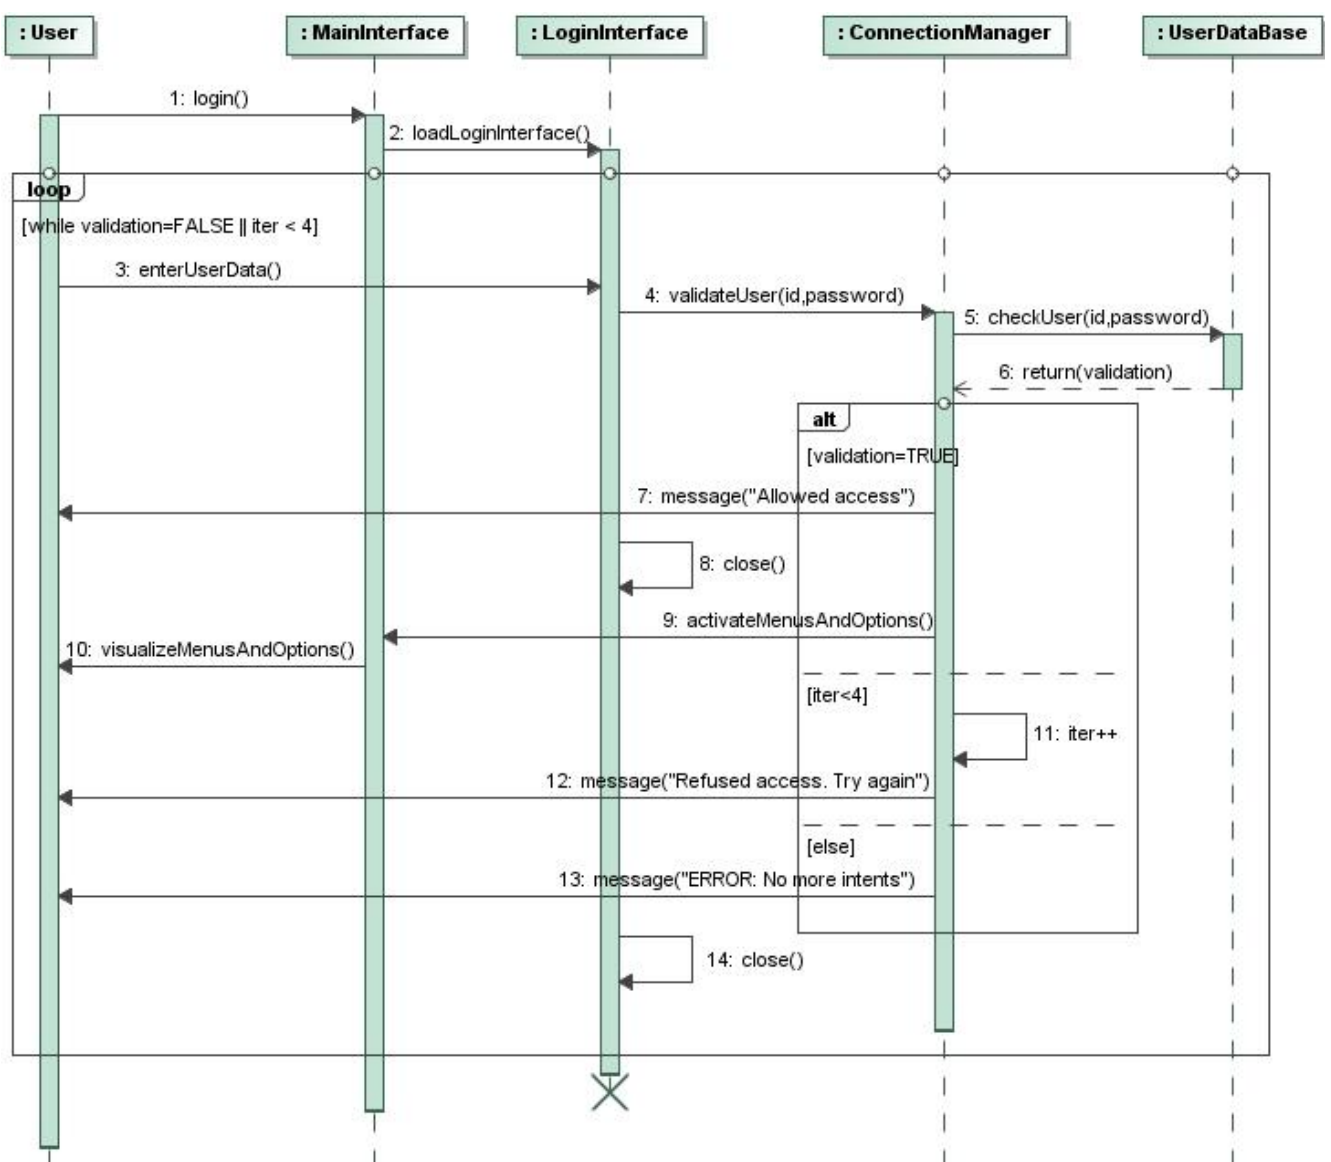 : User
: MainInterface
: LoginInterface
: ConnectionManager
: UserDataBase
1: login()
2: loadLoginInterface()
loop
[while validation=FALSE || iter < 4]
3: enterUserData()
4: validateUser(id,password)
5: checkUser(id,password)
6: return(validation)
alt
[validation=TRUE]
7: message("Allowed access")
8: close()
9: activateMenusAndOptions()
10: visualizeMenusAndOptions()
[iter<4]
11: iter++
12: message("Refused access. Try again")
[else]
13: message("ERROR: No more intents")
14: close()